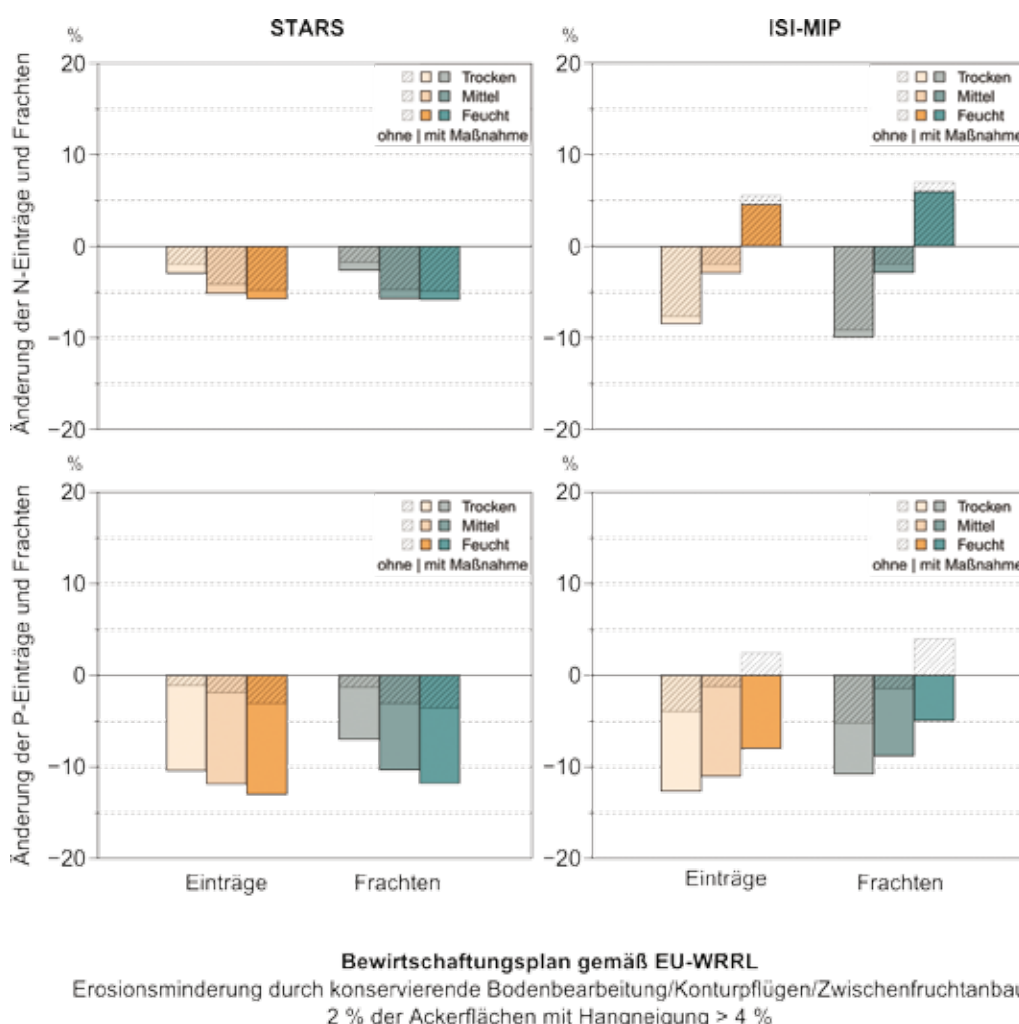 STARS
ISI-MIP
Änderung der N-Einträge und Frachten
%
20
10
0
−10
−20
Trocken
Mittel
Feucht
ohne | mit Maßnahme
%
20
10
0
−10
−20
Trocken
Mittel
Feucht
ohne | mit Maßnahme
Änderung der P-Einträge und Frachten
%
20
10
0
−10
−20
Trocken
Mittel
Feucht
ohne | mit Maßnahme
Einträge
Frachten
%
20
10
0
−10
−20
Trocken
Mittel
Feucht
ohne | mit Maßnahme
Einträge
Frachten
Bewirtschaftungsplan gemäß EU-WRRL
Erosionsminderung durch konservierende Bodenbearbeitung/Konturpflügen/Zwischenfruchtanbau
2 % der Ackerflächen mit Hangneigung > 4 %